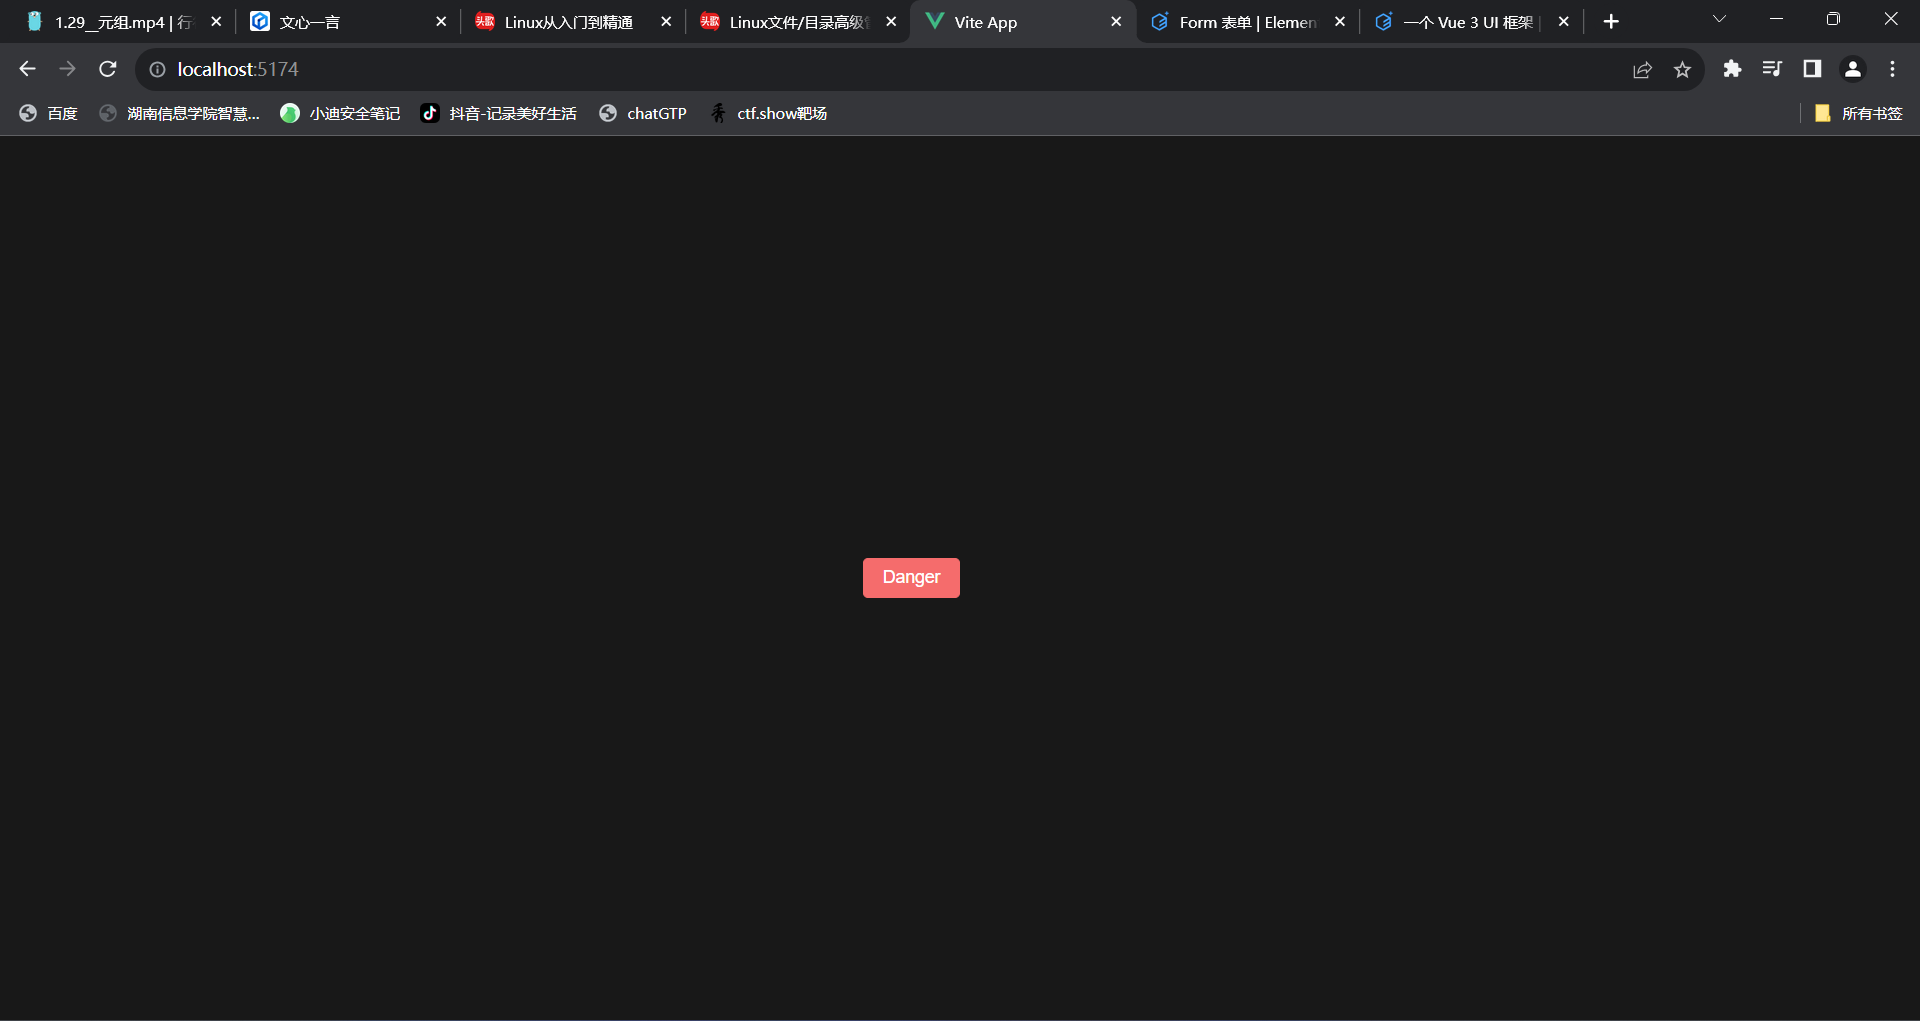 1.29__元组.mp4 | 行
文心一言
Linux从入门到精通
Linux文件/目录高级
Vite App
Form 表单 | Elemen
一个 Vue 3 UI 框架 |
localhost:5174
百度
湖南信息学院智慧...
小迪安全笔记
抖音-记录美好生活
chatGTP
ctf.show靶场
所有书签
Danger